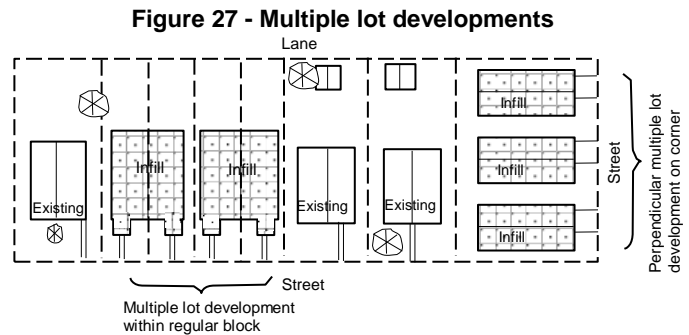 Figure 27 - Multiple lot developments
Lane
Infill
Infill
Infill
Existing
Infill
Existing
Existing
Infill
Street
Perpendicular multiple lot
development on corner
Street
Multiple lot development
within regular block